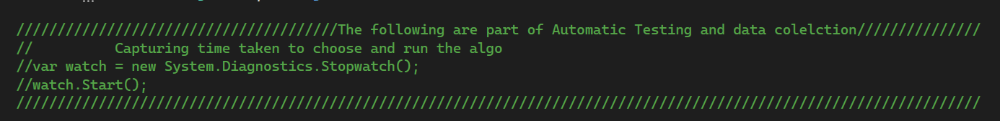 ///////////////////////////////////////The following are part of Automatic Testing and data colelction///////////////
//          Capturing time taken to choose and run the algo
//var watch = new System.Diagnostics.Stopwatch();
//watch.Start();
/////////////////////////////////////////////////////////////////////////////////////////////////////////////////////